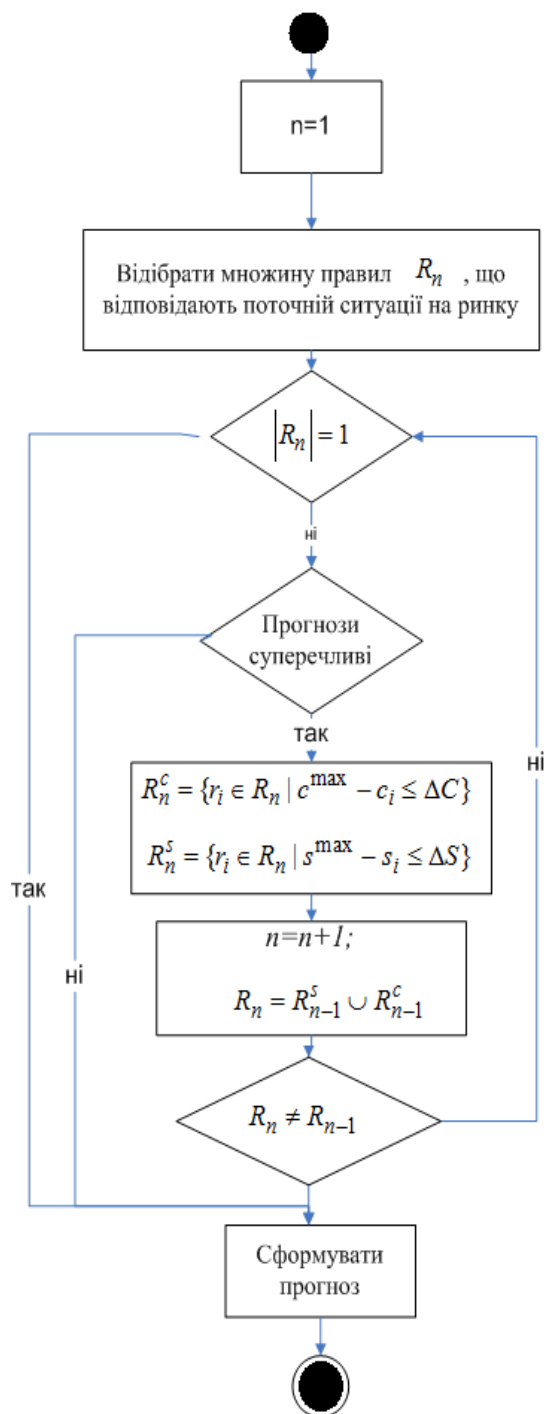 n=1
Відібрати множину правил R_n , що
відповідають поточній ситуації на ринку
|R_n| = 1
ні
Прогнози
суперечливі
так
ні
R_n^c = {r_i ∈ R_n | c^max − c_i ≤ ΔC}
R_n^s = {r_i ∈ R_n | s^max − s_i ≤ ΔS}
так
n=n+1;
ні
R_n = R_{n−1}^s ∪ R_{n−1}^c
R_n ≠ R_{n−1}
Сформувати
прогноз